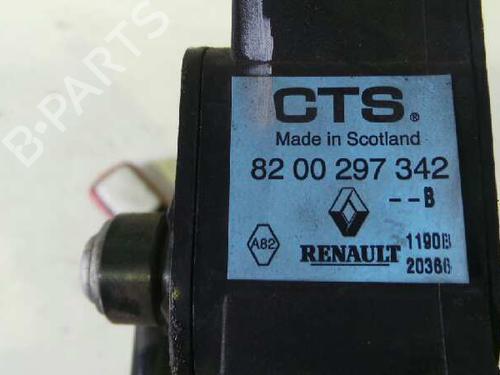 CTS®
Made in Scotland
82 00 297 342
--B
A82
RENAULT
1190B
20366
B-PARTS